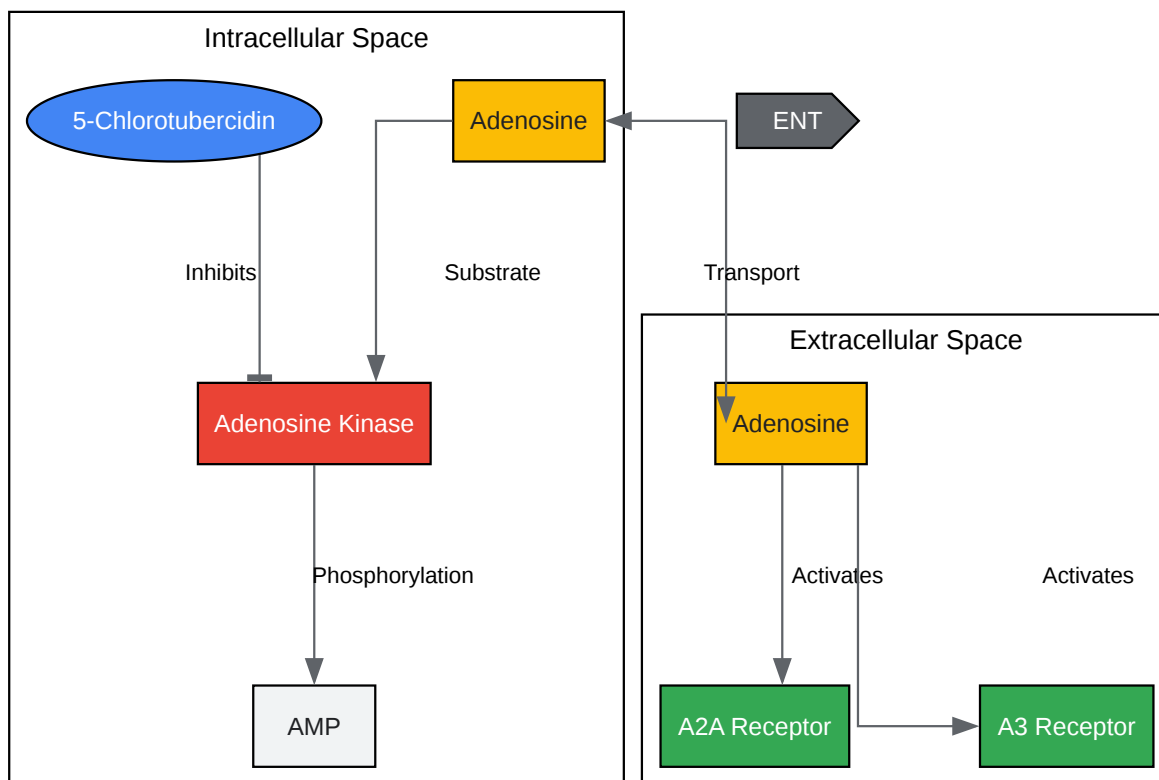 Intracellular Space
5-Chlorotubercidin
Adenosine
ENT
Inhibits
Substrate
Transport
Extracellular Space
Adenosine Kinase
Adenosine
Phosphorylation
Activates
Activates
AMP
A2A Receptor
A3 Receptor